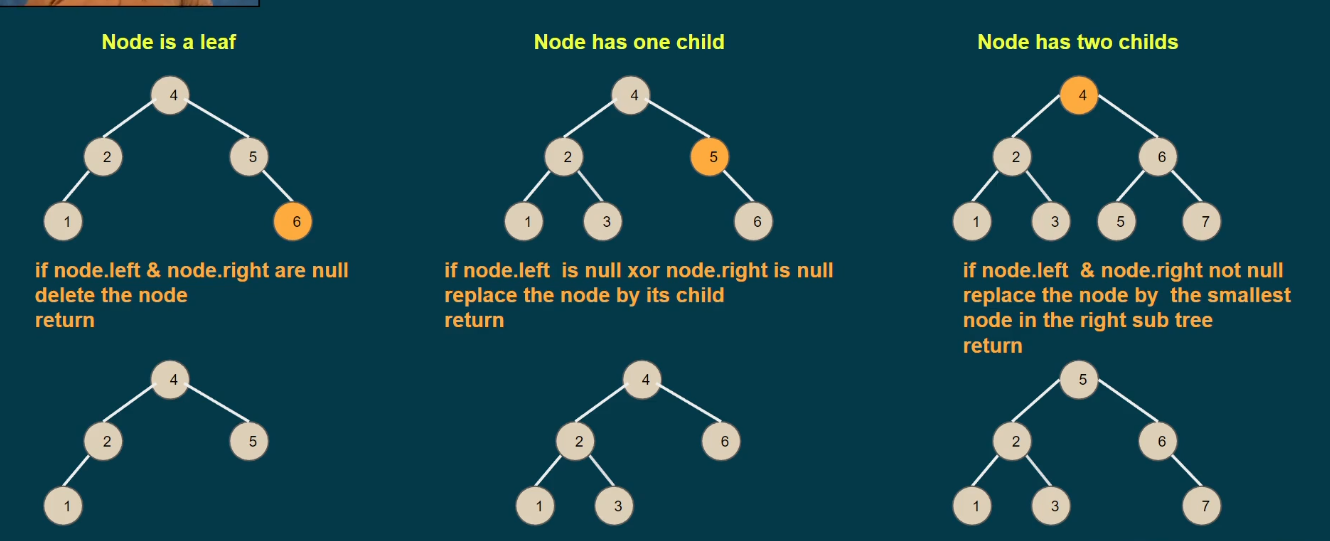 Node is a leaf
4
2 5
1 6
if node.left & node.right are null
delete the node
return
4
2 5
1
Node has one child
4
2 5
1 3 6
if node.left  is null xor node.right is null
replace the node by its child
return
4
2 6
1 3
Node has two childs
4
2 6
1 3 5 7
if node.left  & node.right not null
replace the node by  the smallest
node in the right sub tree
return
5
2 6
1 3 7